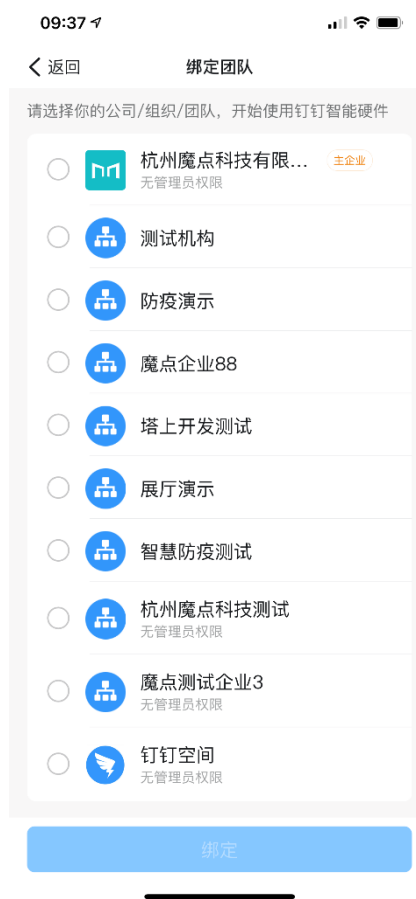 09:37
返回
绑定团队
请选择你的公司/组织/团队，开始使用钉钉智能硬件
杭州魔点科技有限... 主企业
无管理员权限
测试机构
防疫演示
魔点企业88
塔上开发测试
展厅演示
智慧防疫测试
杭州魔点科技测试
无管理员权限
魔点测试企业3
无管理员权限
钉钉空间
无管理员权限
绑定